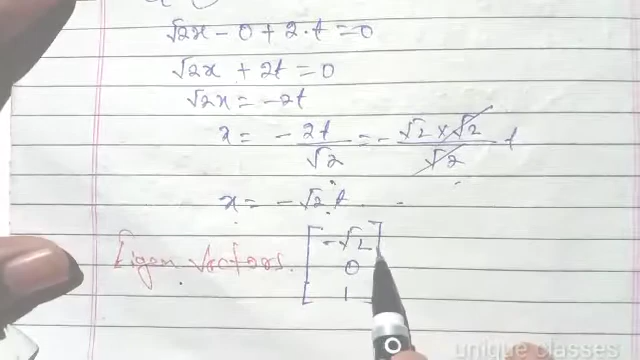 √2x - 0 + 2·t = 0
√2x + 2t = 0
√2x = -2t
x = - 2t/√2 = - √2×√2/√2 t
x = - √2 t
Eigen Vectors. [-√2
0
1]
unique classes